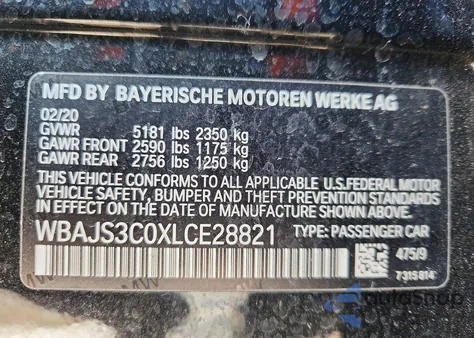 MFD BY BAYERISCHE MOTOREN WERKE AG
02/20
GVWR 5181 lbs 2350 kg
GAWR FRONT 2590 lbs 1175 kg
GAWR REAR 2756 lbs 1250 kg
THIS VEHICLE CONFORMS TO ALL APPLICABLE U.S.FEDERAL MOTOR
VEHICLE SAFETY, BUMPER AND THEFT PREVENTION STANDARDS
IN EFFECT ON THE DATE OF MANUFACTURE SHOWN ABOVE.
WBAJS3C0XLCE28821 TYPE: PASSENGER CAR
475/9
7315814
autoshop